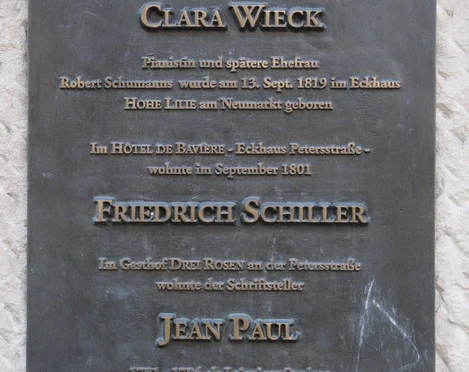 CLARA WIECK
Pianistin und spätere Ehefrau
Robert Schumanns wurde am 13. Sept. 1819 im Eckhaus
HOHE LILIE am Neumarkt geboren
Im HÔTEL DE BAVIÈRE - Eckhaus Petersstraße -
wohnte im September 1801
FRIEDRICH SCHILLER
Im Gasthof DREI ROSEN an der Petersstraße
wohnte der Schriftsteller
JEAN PAUL